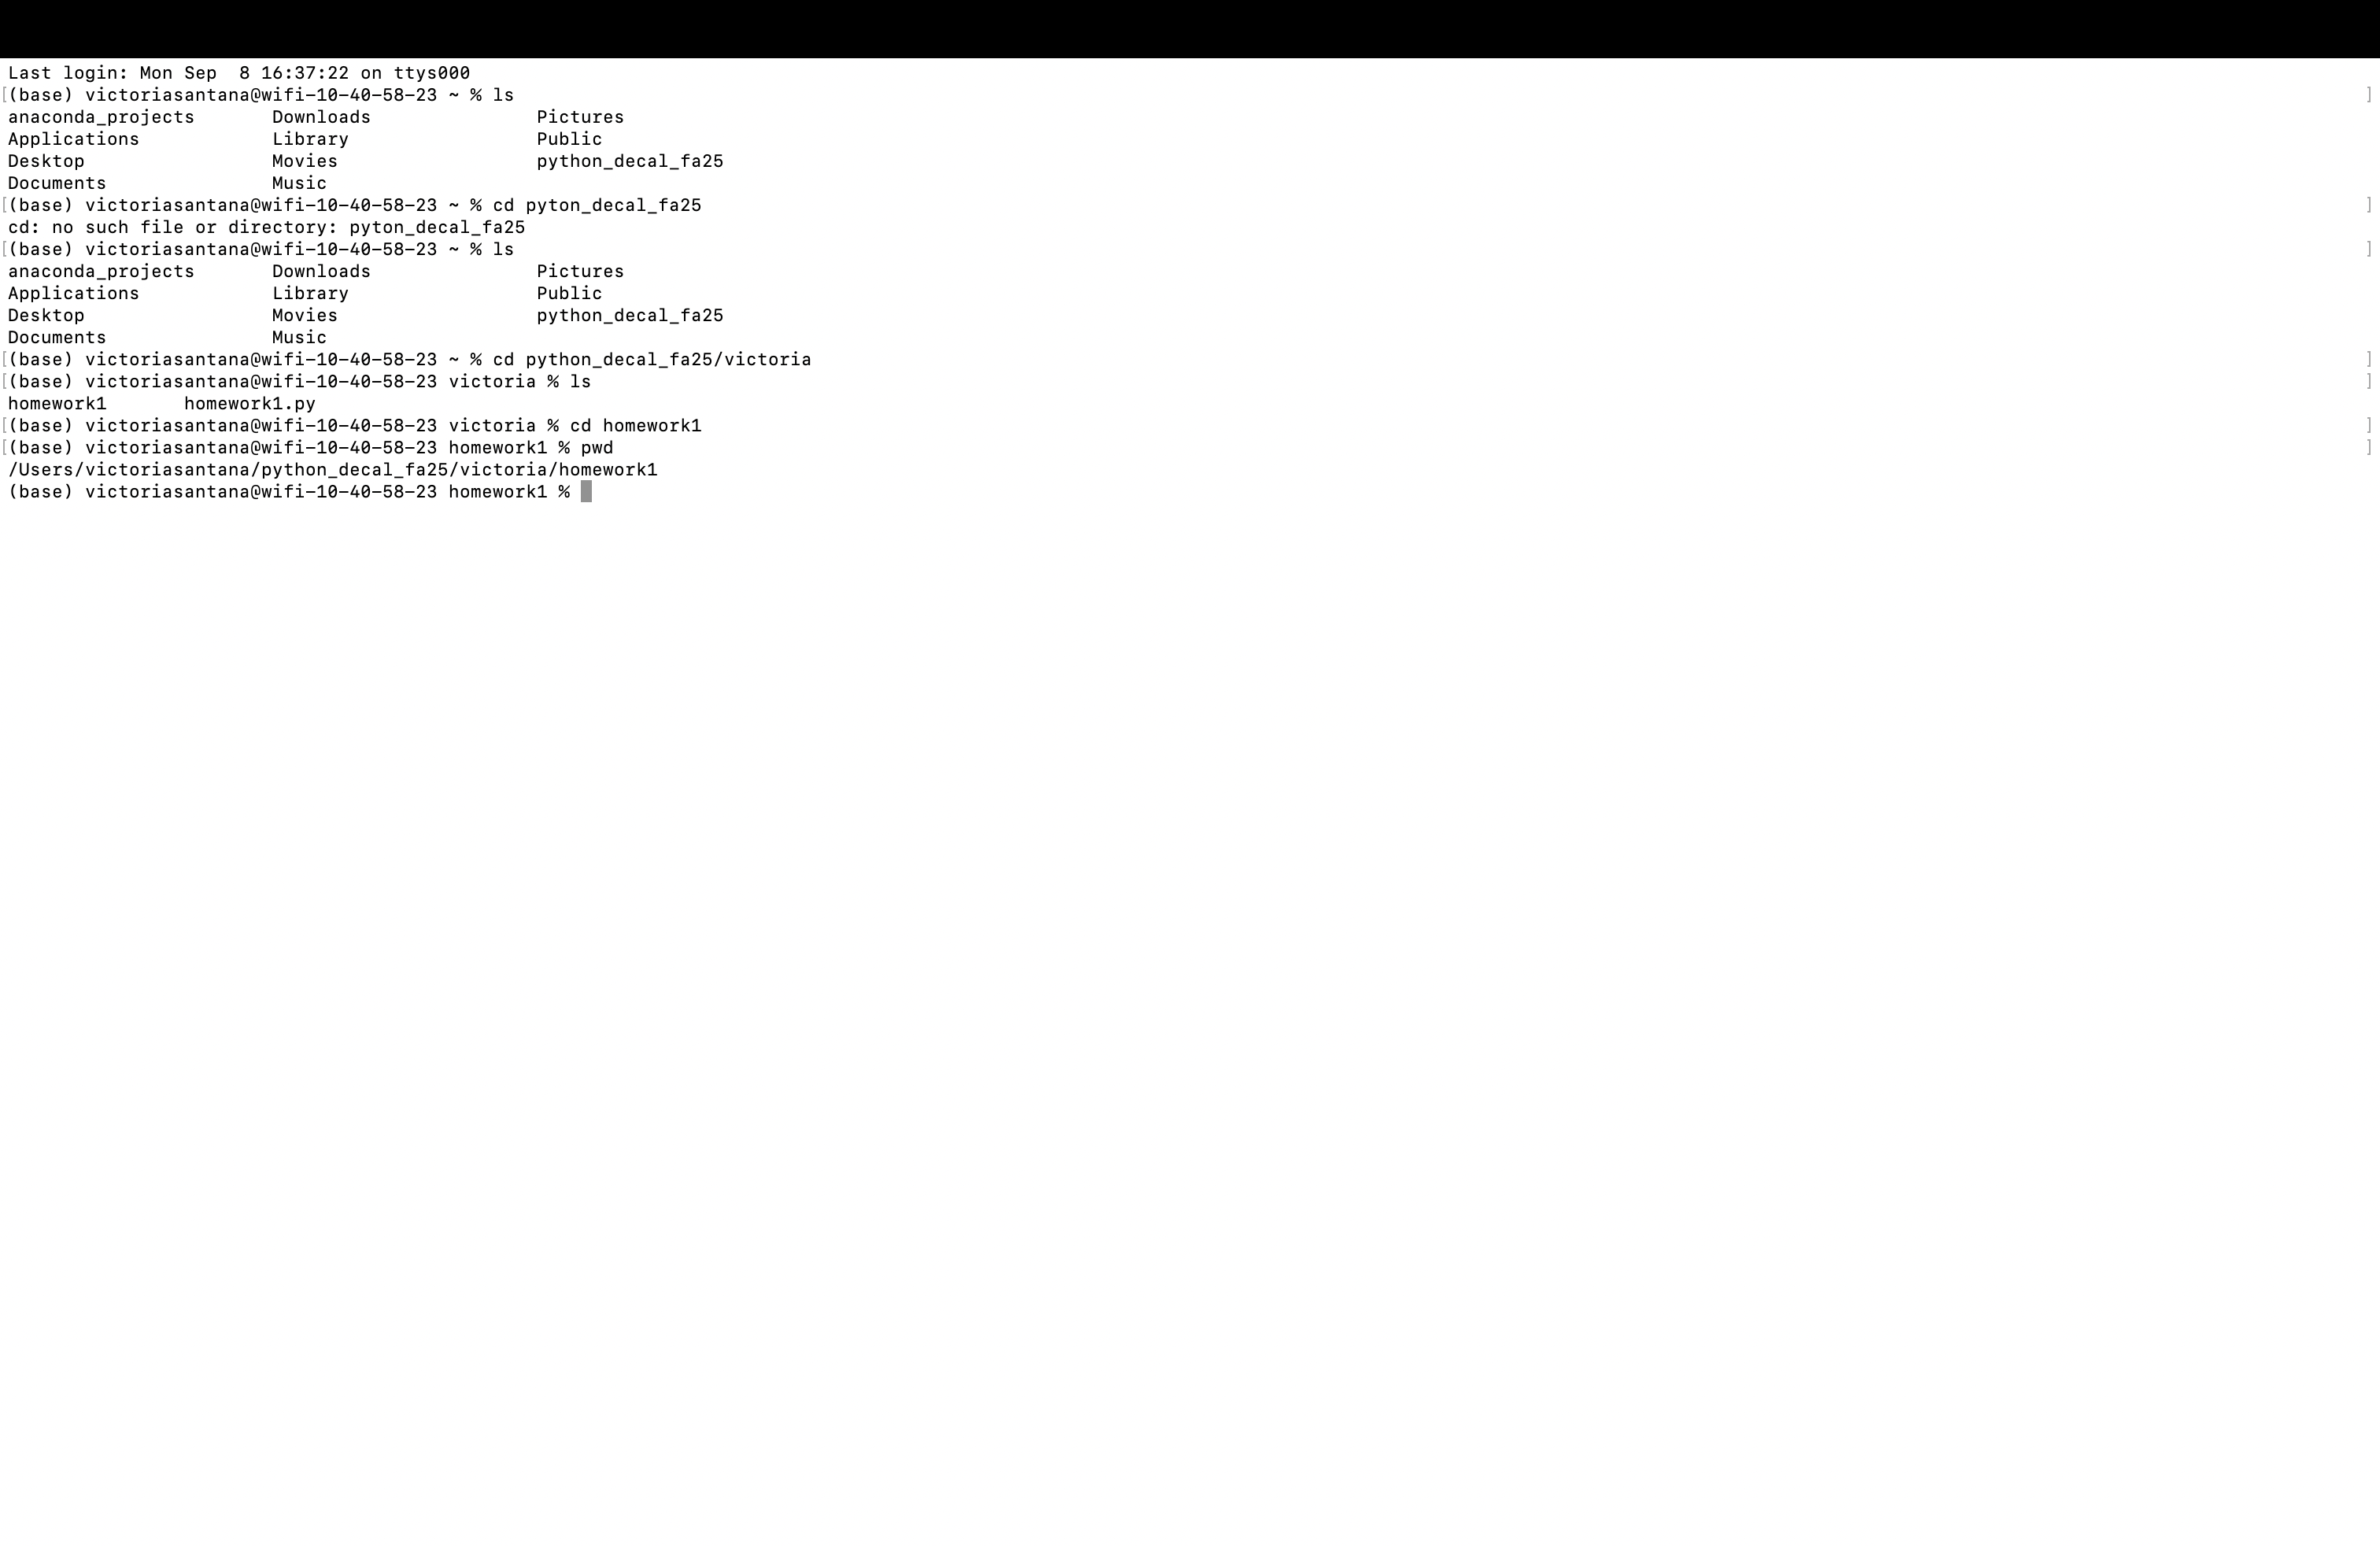 Last login: Mon Sep  8 16:37:22 on ttys000
[(base) victoriasantana@wifi-10-40-58-23 ~ % ls ]
anaconda_projects       Downloads               Pictures
Applications            Library                 Public
Desktop                 Movies                  python_decal_fa25
Documents               Music
[(base) victoriasantana@wifi-10-40-58-23 ~ % cd pyton_decal_fa25 ]
cd: no such file or directory: pyton_decal_fa25
[(base) victoriasantana@wifi-10-40-58-23 ~ % ls ]
anaconda_projects       Downloads               Pictures
Applications            Library                 Public
Desktop                 Movies                  python_decal_fa25
Documents               Music
[(base) victoriasantana@wifi-10-40-58-23 ~ % cd python_decal_fa25/victoria ]
[(base) victoriasantana@wifi-10-40-58-23 victoria % ls ]
homework1       homework1.py
[(base) victoriasantana@wifi-10-40-58-23 victoria % cd homework1 ]
[(base) victoriasantana@wifi-10-40-58-23 homework1 % pwd ]
/Users/victoriasantana/python_decal_fa25/victoria/homework1
(base) victoriasantana@wifi-10-40-58-23 homework1 %